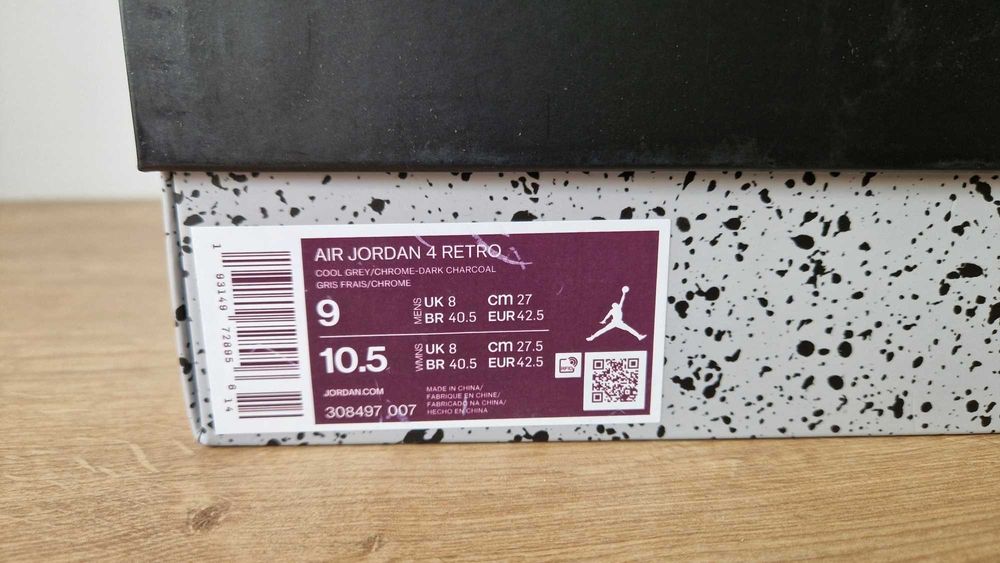 1 93149 72895 6 14
AIR JORDAN 4 RETRO
COOL GREY/CHROME-DARK CHARCOAL
GRIS FRAIS/CHROME
9 MENS UK 8 CM 27
BR 40.5 EUR 42.5
10.5 WMNS UK 8 CM 27.5
BR 40.5 EUR 42.5
RFID
JORDAN.COM
308497 007
MADE IN CHINA/
FABRIQUE EN CHINE/
FABRICADO NA CHINA/
HECHO EN CHINA